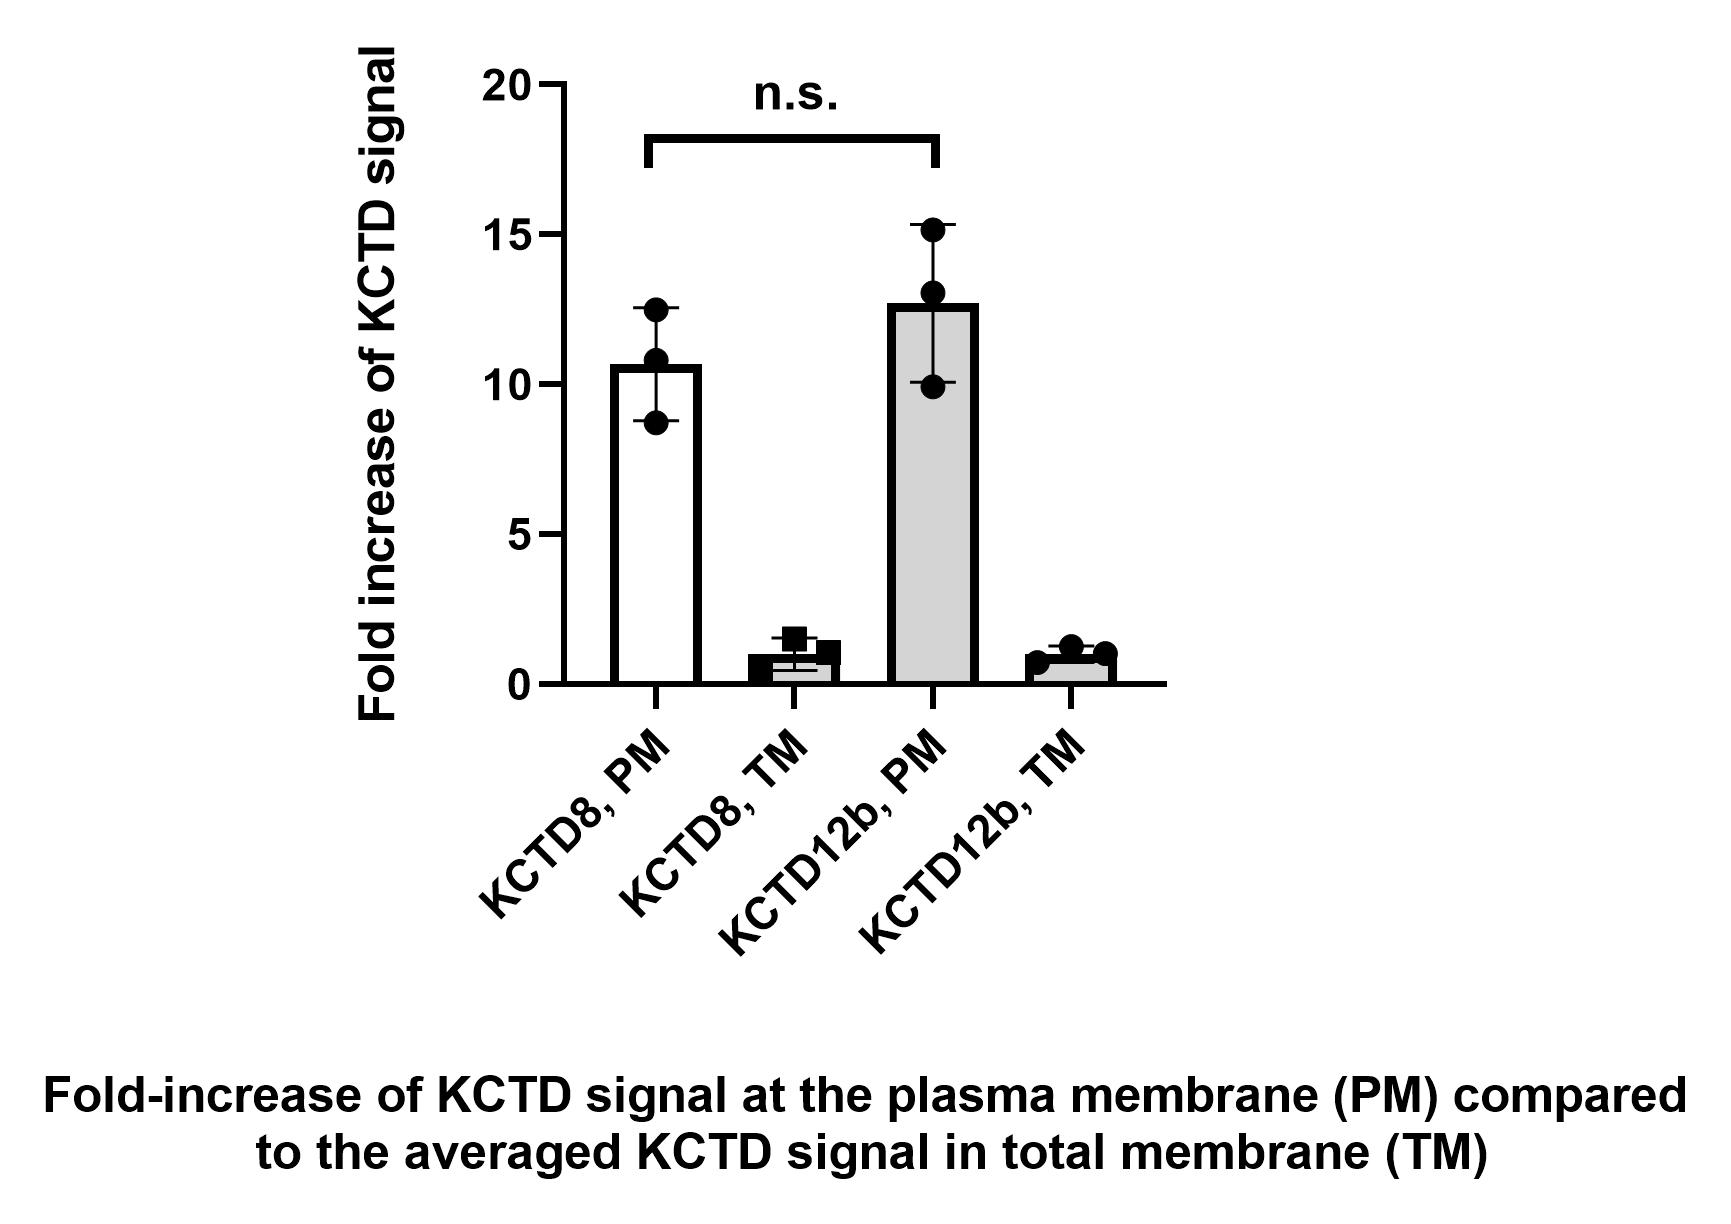 Fold increase of KCTD signal
20
15
10
5
0
n.s.
KCTD8, PM
KCTD8, TM
KCTD12b, PM
KCTD12b, TM
Fold-increase of KCTD signal at the plasma membrane (PM) compared
to the averaged KCTD signal in total membrane (TM)